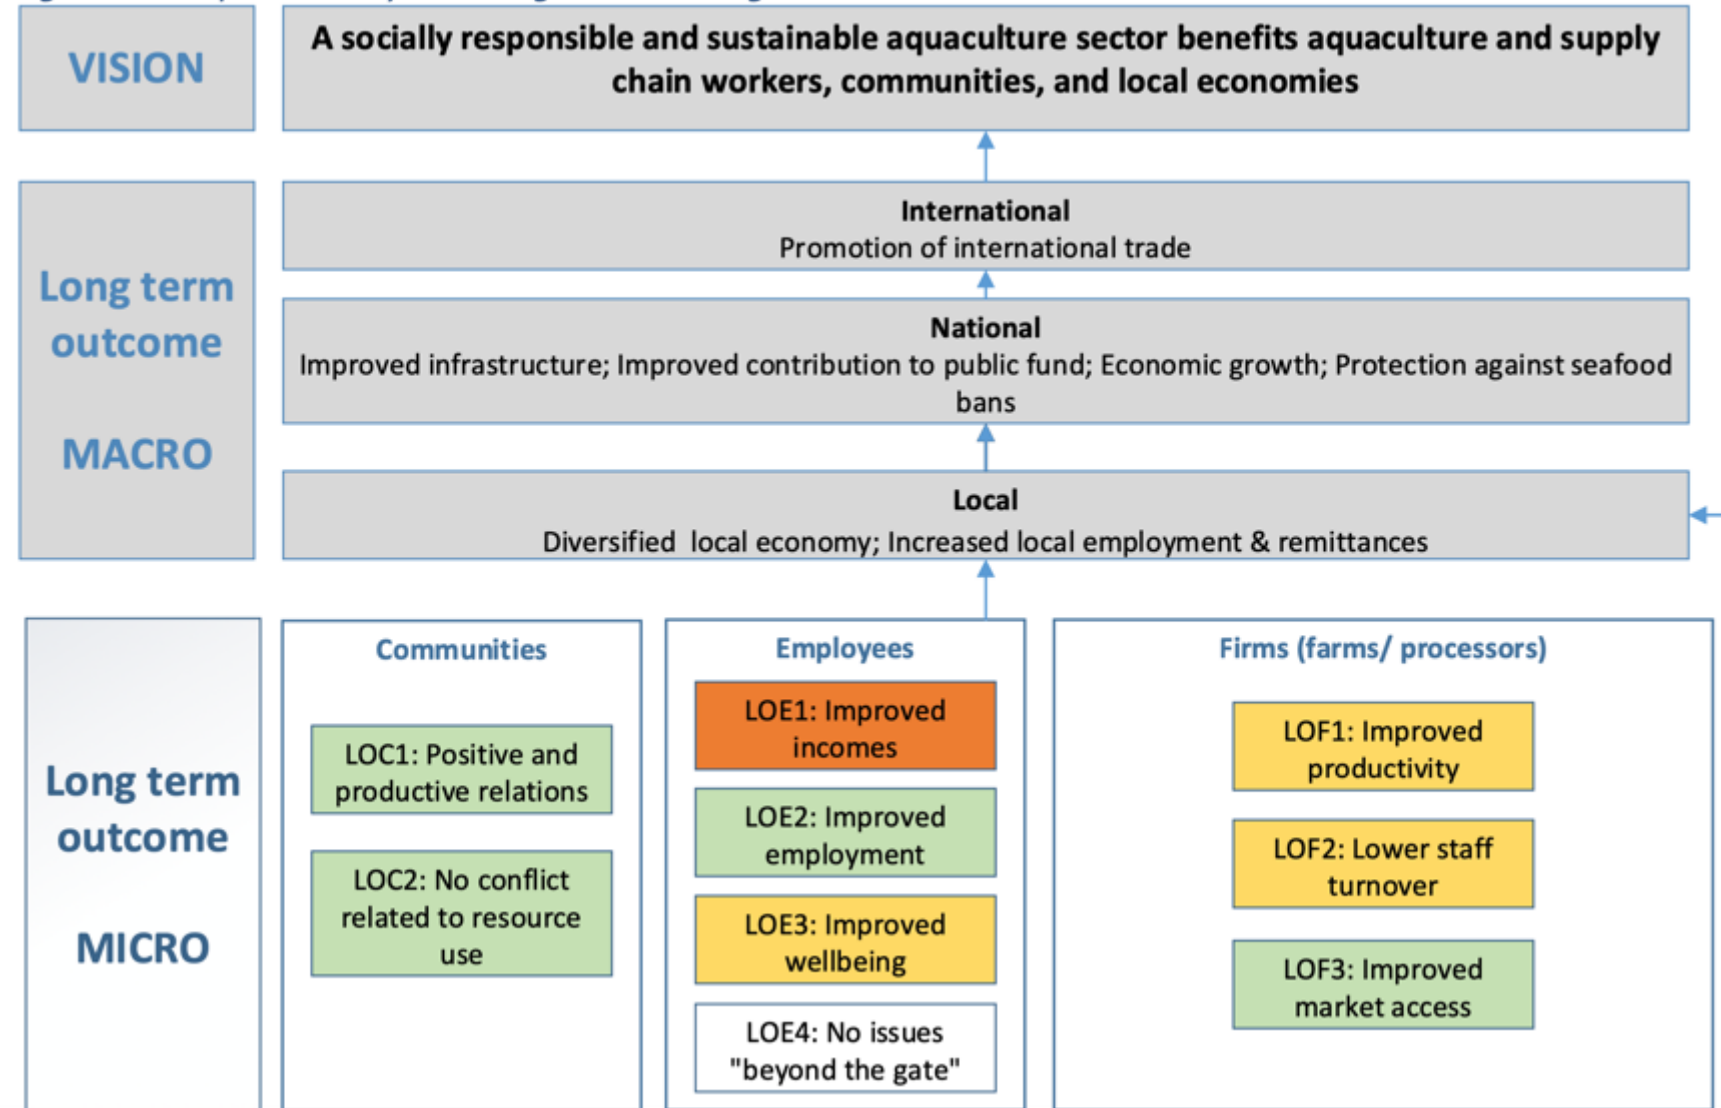 VISION
A socially responsible and sustainable aquaculture sector benefits aquaculture and supply
chain workers, communities, and local economies
Long term
outcome
MACRO
International
Promotion of international trade
National
Improved infrastructure; Improved contribution to public fund; Economic growth; Protection against seafood
bans
Local
Diversified local economy; Increased local employment & remittances
Long term
outcome
MICRO
Communities
LOC1: Positive and
productive relations
LOC2: No conflict
related to resource
use
Employees
LOE1: Improved
incomes
LOE2: Improved
employment
LOE3: Improved
wellbeing
LOE4: No issues
"beyond the gate"
Firms (farms/ processors)
LOF1: Improved
productivity
LOF2: Lower staff
turnover
LOF3: Improved
market access